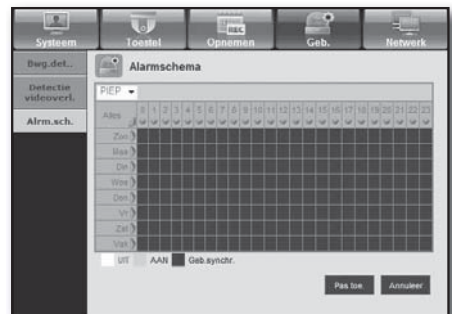 Systeem Toestel Opnemen Geb. Netwerk
REC
Bwg.det..
Detectie videoverl.
Alrm.sch.
Alarmschema
PIEP
Alles 0 1 2 3 4 5 6 7 8 9 10 11 12 13 14 15 16 17 18 19 20 21 22 23
Zon
Maa
Din
Woe
Don
Vr
Zat
Vak
UIT AAN Geb.synchr.
Pas toe Annuleer